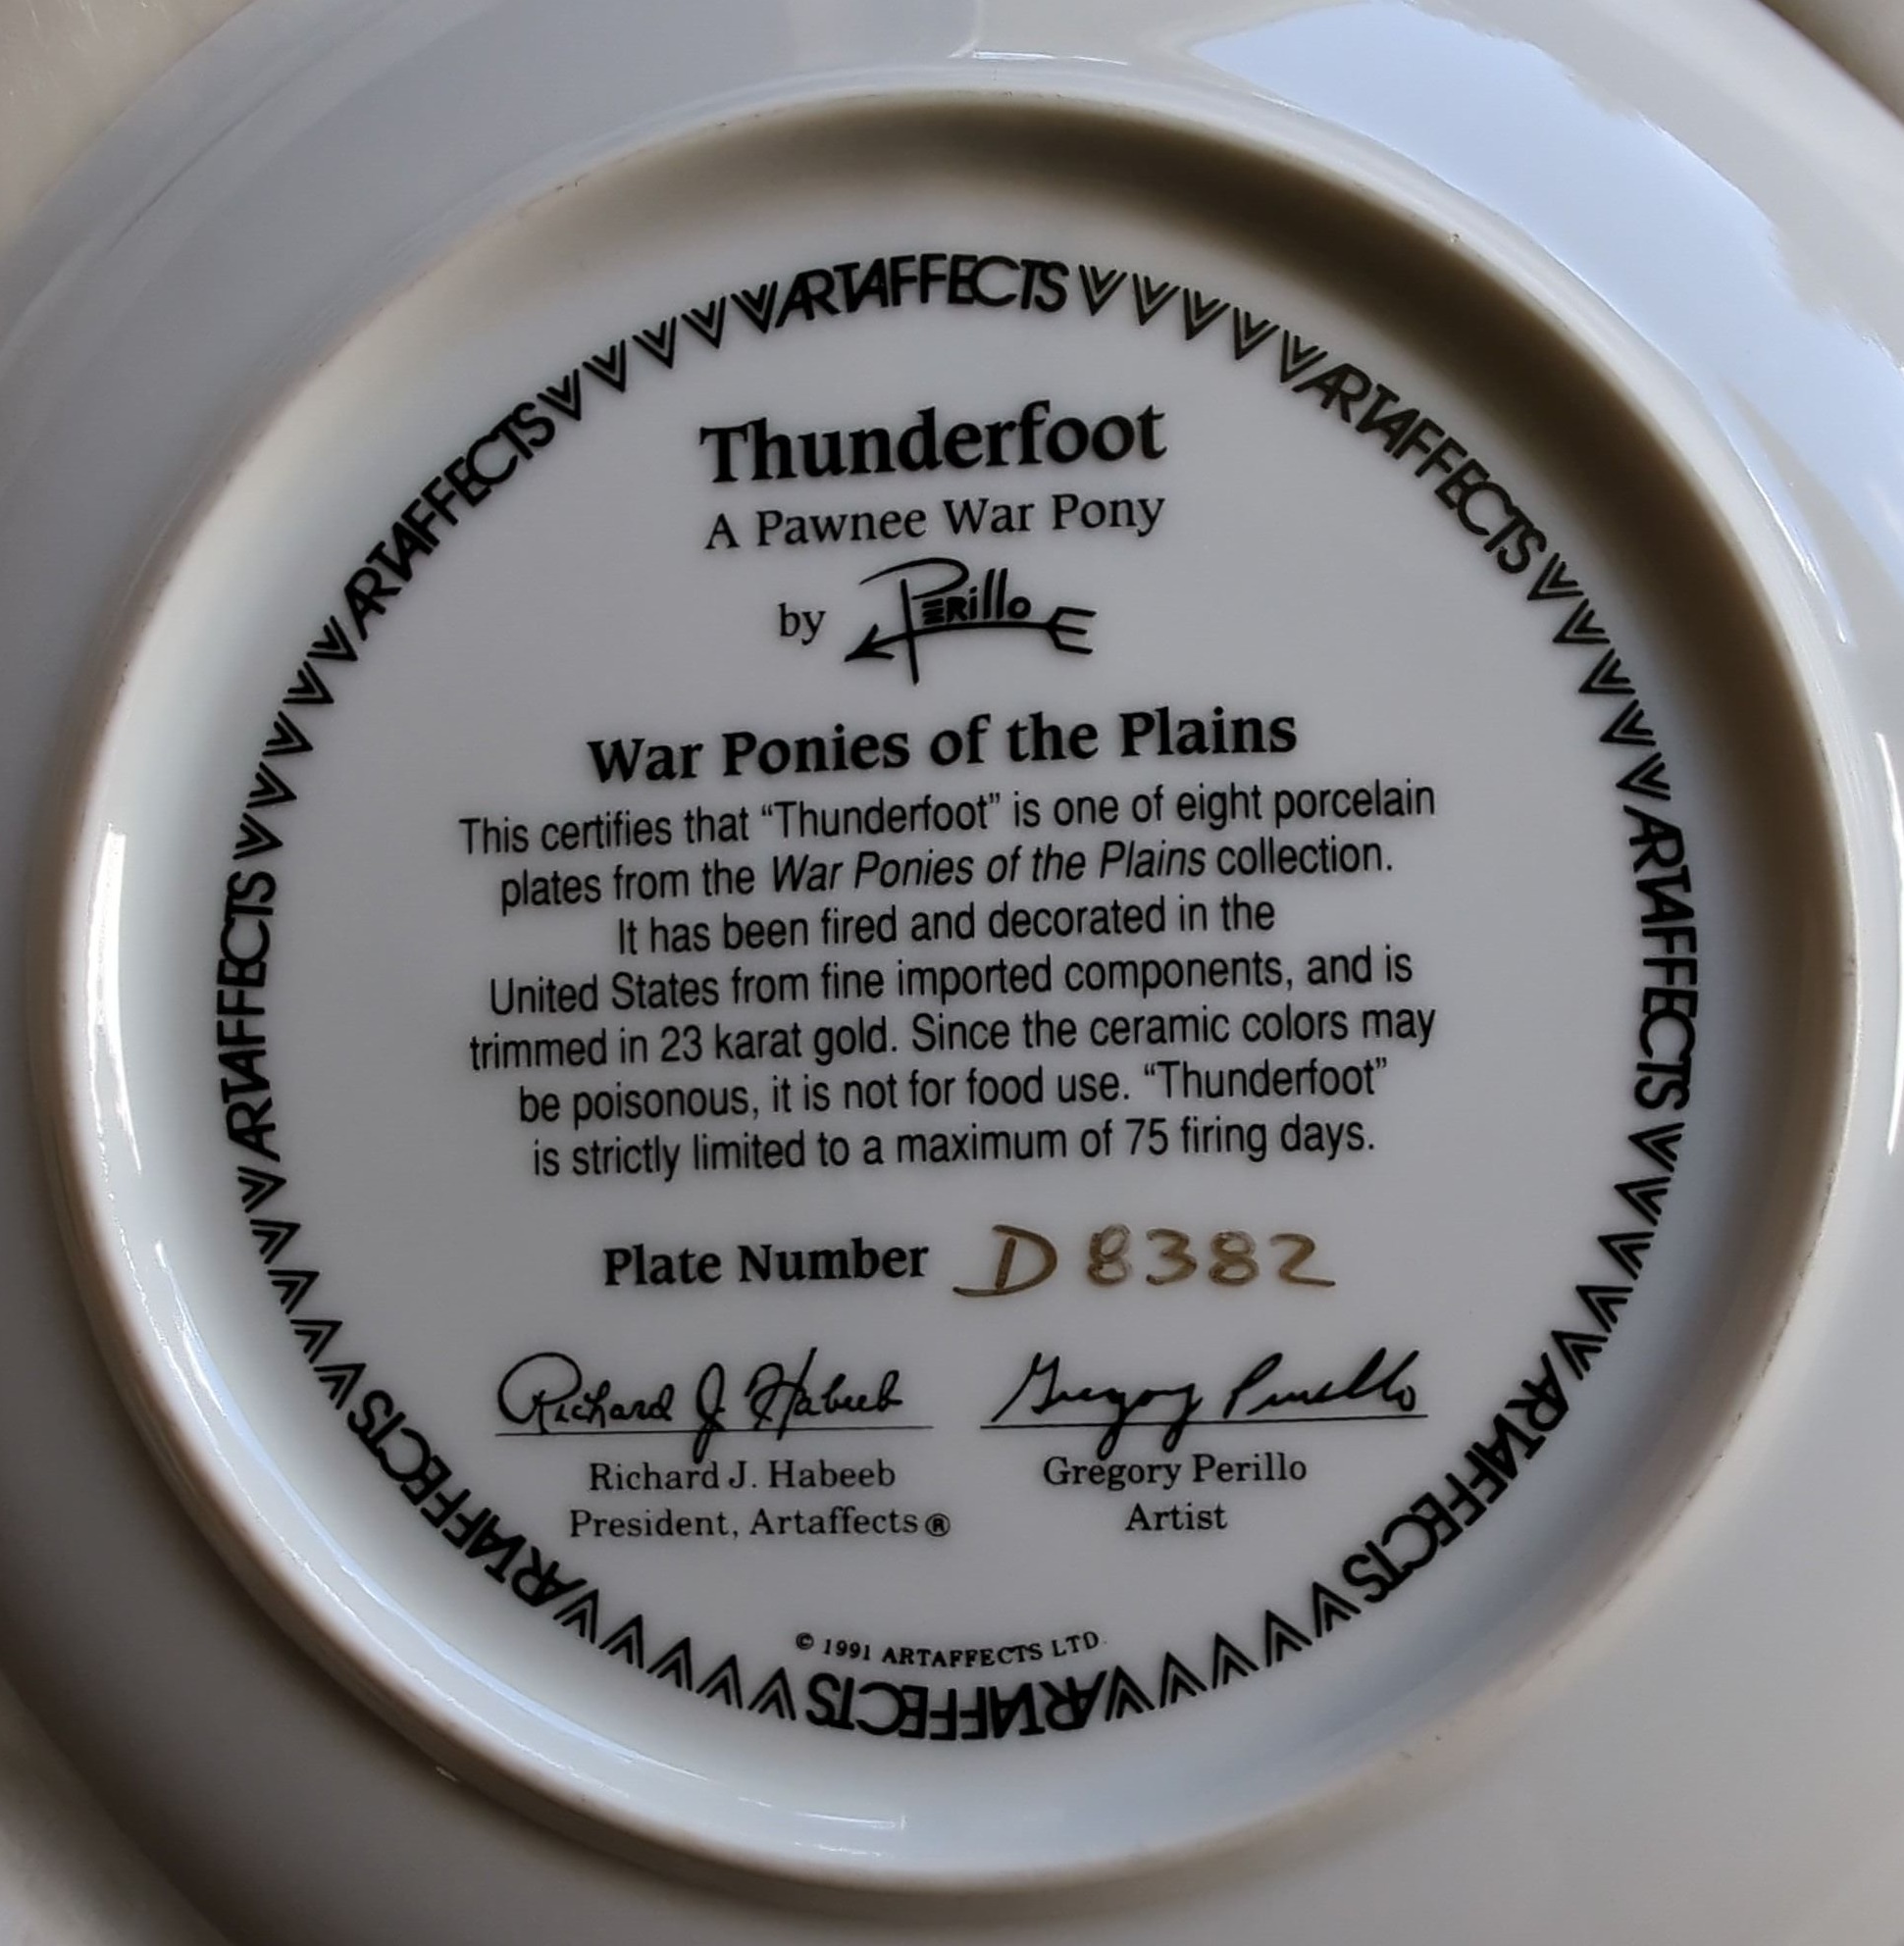 ARTAFFECTS
ARTAFFECTS
ARTAFFECTS
ARTAFFECTS
ARTAFFECTS
ARTAFFECTS
ARTAFFECTS
ARTAFFECTS
Thunderfoot
A Pawnee War Pony
by Perillo
War Ponies of the Plains
This certifies that “Thunderfoot” is one of eight porcelain
plates from the War Ponies of the Plains collection.
It has been fired and decorated in the
United States from fine imported components, and is
trimmed in 23 karat gold. Since the ceramic colors may
be poisonous, it is not for food use. “Thunderfoot”
is strictly limited to a maximum of 75 firing days.
Plate Number D 8382
Richard J. Habeeb Gregory Perillo
Richard J. Habeeb Gregory Perillo
President, Artaffects® Artist
© 1991 ARTAFFECTS LTD.